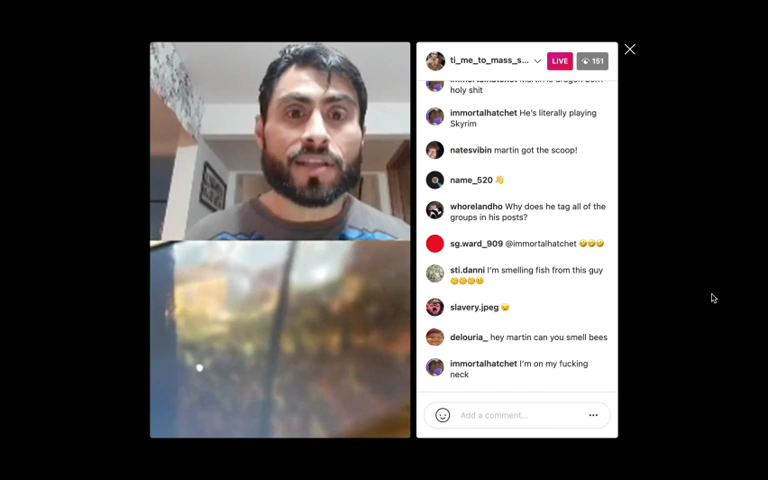 ti_me_to_mass_s...
LIVE
151
holy shit
immortalhatchet He's literally playing
Skyrim
natesvibin martin got the scoop!
name_520 👋
whorelandho Why does he tag all of the
groups in his posts?
sg.ward_909 @immortalhatchet 🤣🤣🤣
sti.danni I'm smelling fish from this guy
slavery.jpeg
delouria_ hey martin can you smell bees
immortalhatchet I'm on my fucking
neck
Add a comment...